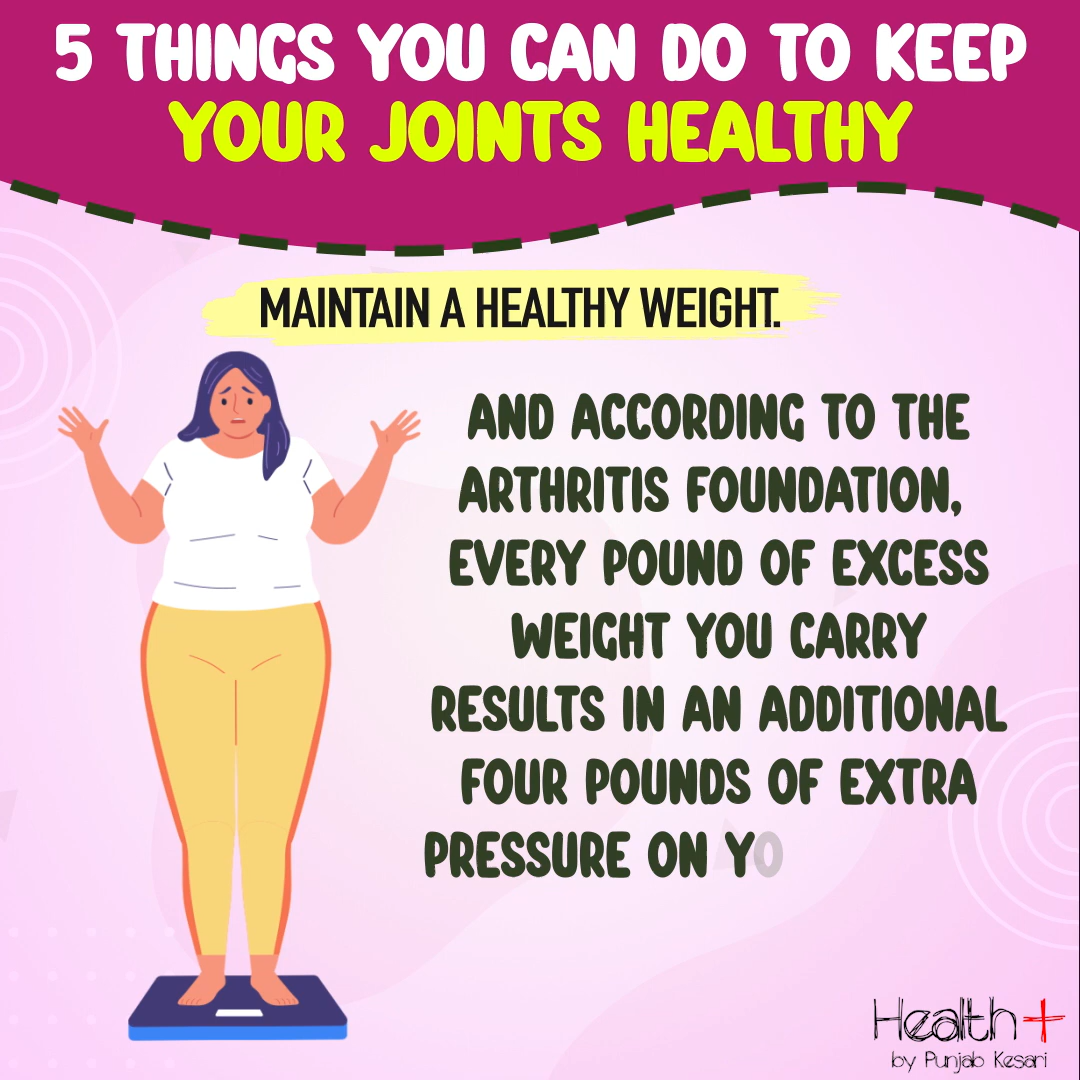 5 THINGS YOU CAN DO TO KEEP
YOUR JOINTS HEALTHY
MAINTAIN A HEALTHY WEIGHT.
AND ACCORDING TO THE
ARTHRITIS FOUNDATION,
EVERY POUND OF EXCESS
WEIGHT YOU CARRY
RESULTS IN AN ADDITIONAL
FOUR POUNDS OF EXTRA
PRESSURE ON YO
Health+
by Punjab Kesari